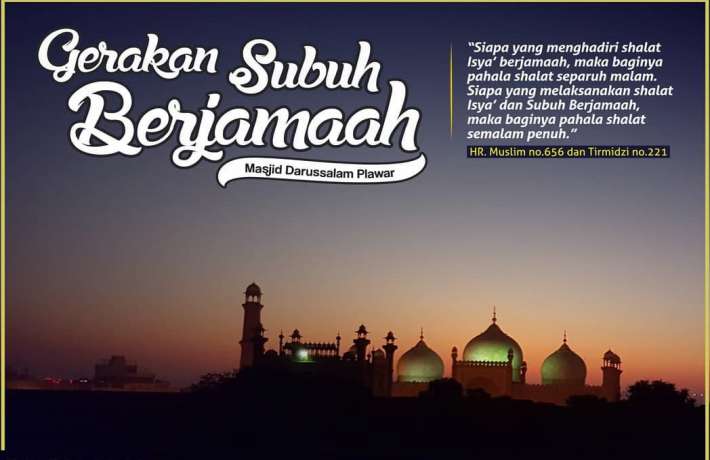 Gerakan Subuh
Berjamaah
Masjid Darussalam Plawar
“Siapa yang menghadiri shalat
Isya’ berjamaah, maka baginya
pahala shalat separuh malam.
Siapa yang melaksanakan shalat
Isya’ dan Subuh Berjamaah,
maka baginya pahala shalat
semalam penuh.”
HR. Muslim no.656 dan Tirmidzi no.221